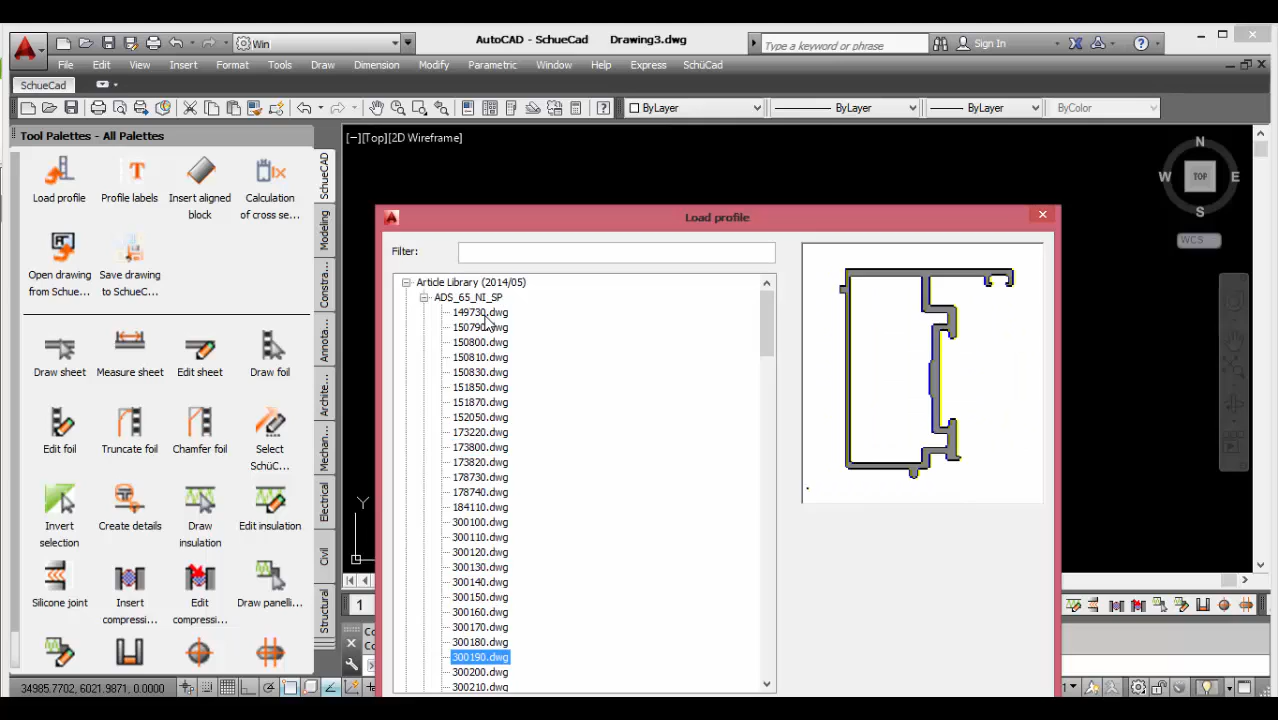 Win
AutoCAD - SchueCad Drawing3.dwg
Type a keyword or phrase
Sign In
File Edit View Insert Format Tools Draw Dimension Modify Parametric Window Help Express SchüCad
SchueCad
ByLayer ByLayer ByLayer ByColor
Tool Palettes - All Palettes
[−][Top][2D Wireframe]
Load profile
Profile labels
Insert aligned block
Calculation of cross se...
Open drawing from Schue...
Save drawing to SchueC...
Draw sheet
Measure sheet
Edit sheet
Draw foil
Edit foil
Truncate foil
Chamfer foil
Select SchüC...
Invert selection
Create details
Draw insulation
Edit insulation
Silicone joint
Insert compressi...
Edit compressi...
Draw panelli...
SchueCAD
Modeling
Constra...
Annota...
Archite...
Mechan...
Electrical
Civil
Structural
N
W TOP E
S
WCS
Load profile
Filter:
Article Library (2014/05)
ADS_65_NI_SP
149730.dwg
150790.dwg
150800.dwg
150810.dwg
150830.dwg
151850.dwg
151870.dwg
152050.dwg
173220.dwg
173800.dwg
173820.dwg
178730.dwg
178740.dwg
184110.dwg
300100.dwg
300110.dwg
300120.dwg
300130.dwg
300140.dwg
300150.dwg
300160.dwg
300170.dwg
300180.dwg
300190.dwg
300200.dwg
300210.dwg
Y
1
Co
Co
34985.7702, 6021.9871, 0.0000